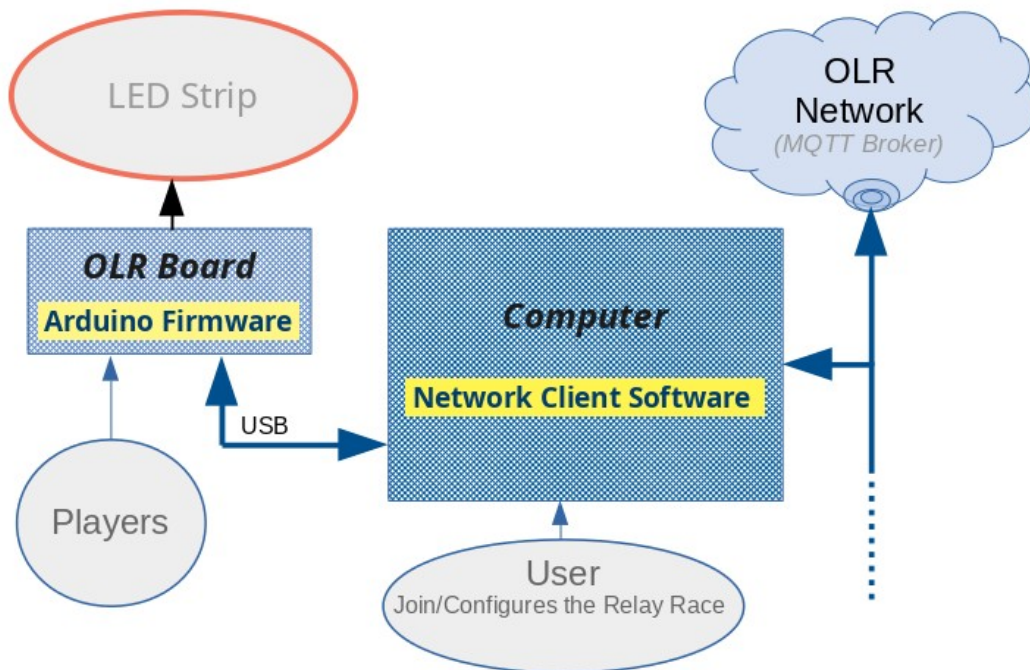 LED Strip
OLR
Network
(MQTT Broker)
OLR Board
Arduino Firmware
Computer
Network Client Software
USB
Players
User
Join/Configures the Relay Race